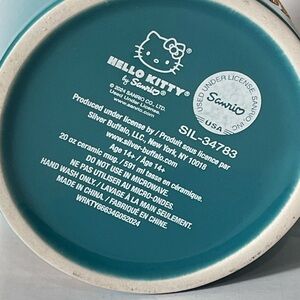 HELLO KITTY®
by Sanrio®
© 2024 SANRIO CO., LTD.
Used Under License.
www.sanrio.com
Produced under license by / Produit sous licence par
Silver Buffalo, LLC, New York, NY 10018
www.silver-buffalo.com
SIL-34783
Age 14+ / Âge 14+
20 oz ceramic mug. / 591 ml tasse en céramique.
DO NOT USE IN MICROWAVE.
NE PAS UTILISER AU MICRO-ONDES.
HAND WASH ONLY. / LAVAGE À LA MAIN SEULEMENT.
MADE IN CHINA. / FABRIQUÉ EN CHINE.
WRKTY66634G052024
USED UNDER LICENSE
Sanrio
SANRIO, INC.
USA